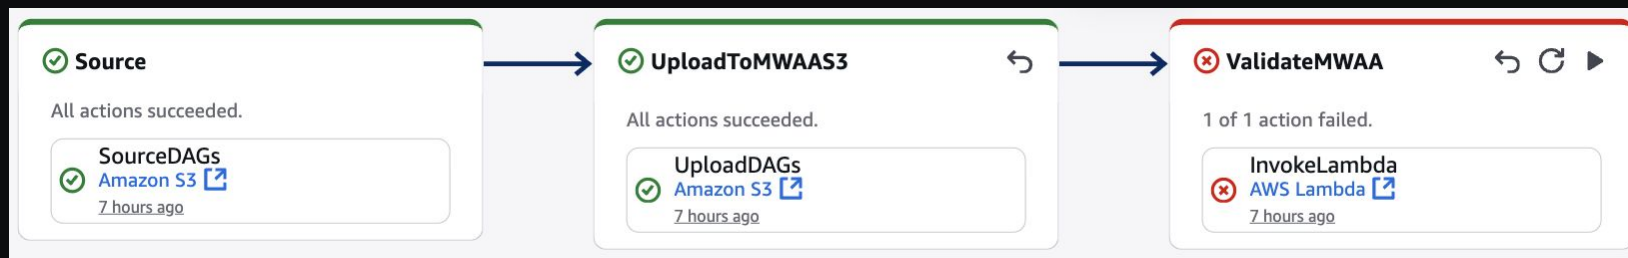 Source
All actions succeeded.
SourceDAGs
Amazon S3
7 hours ago
UploadToMWAAS3
All actions succeeded.
UploadDAGs
Amazon S3
7 hours ago
ValidateMWAA
1 of 1 action failed.
InvokeLambda
AWS Lambda
7 hours ago